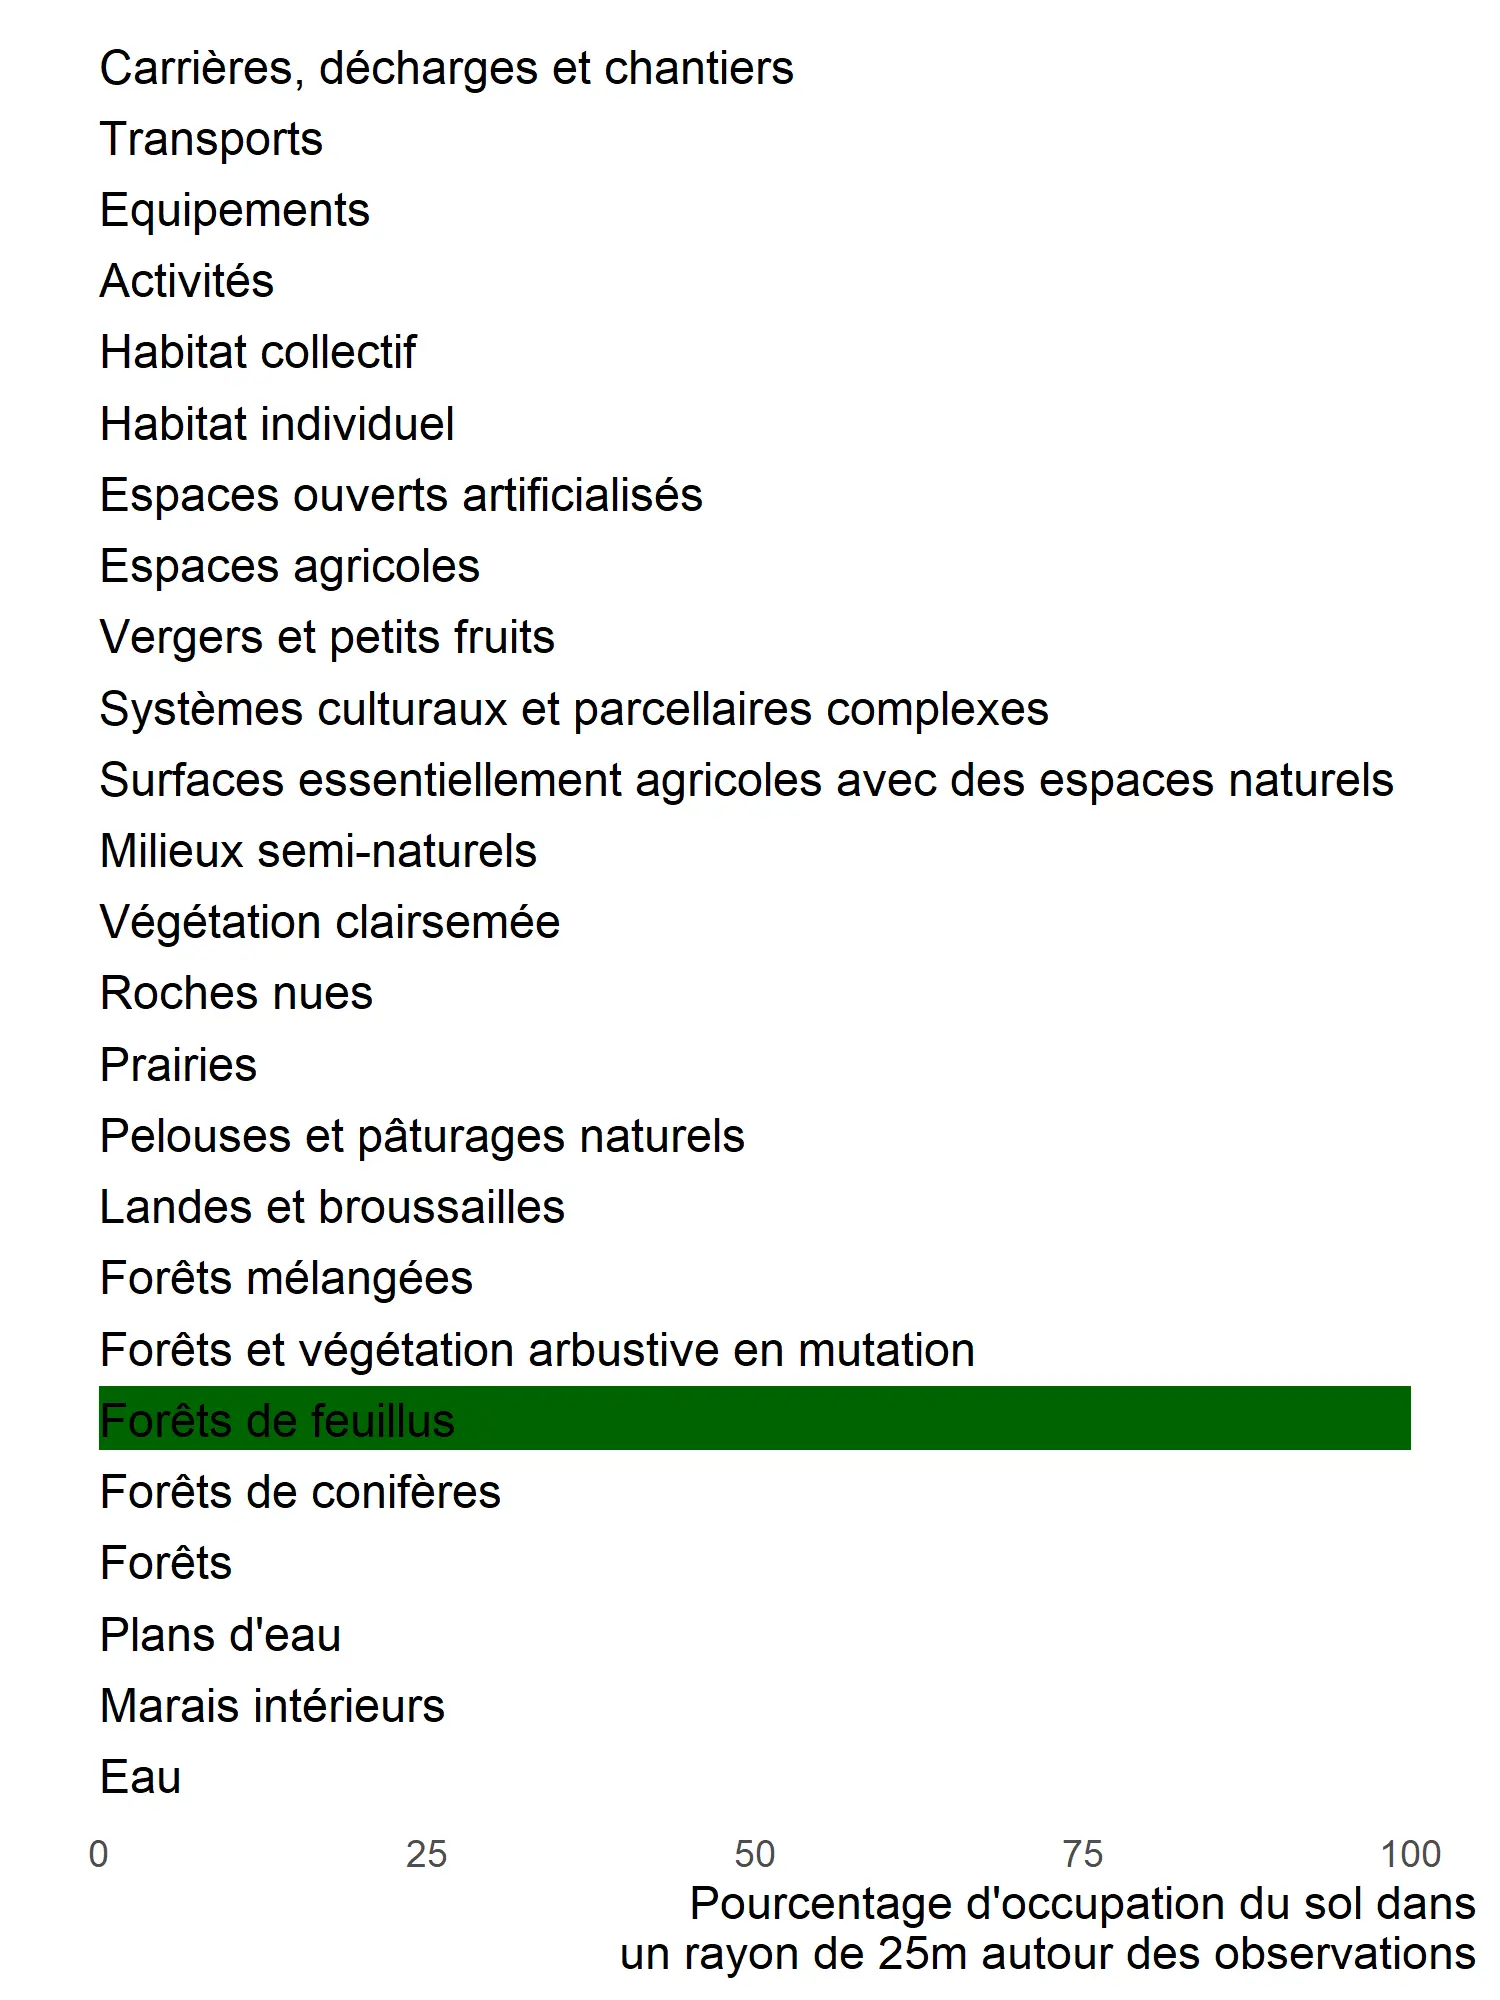 Carrières, décharges et chantiers
Transports
Equipements
Activités
Habitat collectif
Habitat individuel
Espaces ouverts artificialisés
Espaces agricoles
Vergers et petits fruits
Systèmes culturaux et parcellaires complexes
Surfaces essentiellement agricoles avec des espaces naturels
Milieux semi-naturels
Végétation clairsemée
Roches nues
Prairies
Pelouses et pâturages naturels
Landes et broussailles
Forêts mélangées
Forêts et végétation arbustive en mutation
Forêts de feuillus
Forêts de conifères
Forêts
Plans d'eau
Marais intérieurs
Eau
0 25 50 75 100
Pourcentage d'occupation du sol dans
un rayon de 25m autour des observations